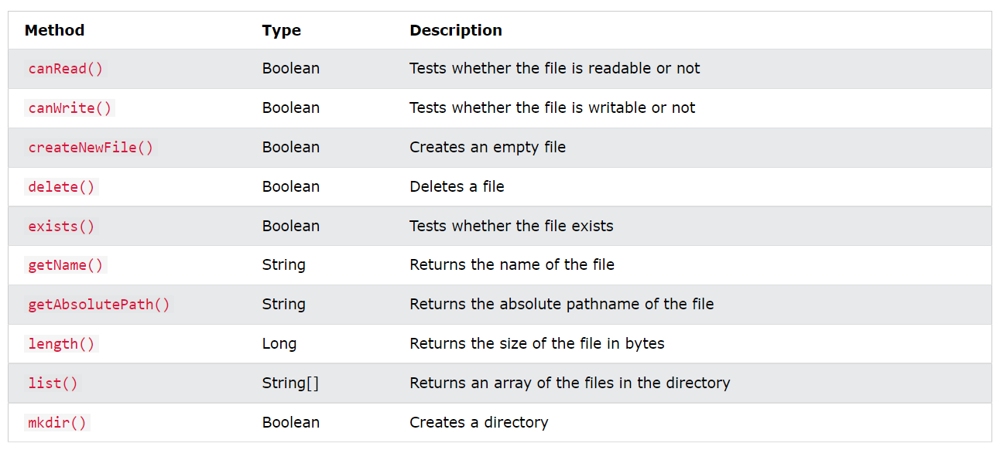 Method Type Description
canRead() Boolean Tests whether the file is readable or not
canWrite() Boolean Tests whether the file is writable or not
createNewFile() Boolean Creates an empty file
delete() Boolean Deletes a file
exists() Boolean Tests whether the file exists
getName() String Returns the name of the file
getAbsolutePath() String Returns the absolute pathname of the file
length() Long Returns the size of the file in bytes
list() String[] Returns an array of the files in the directory
mkdir() Boolean Creates a directory